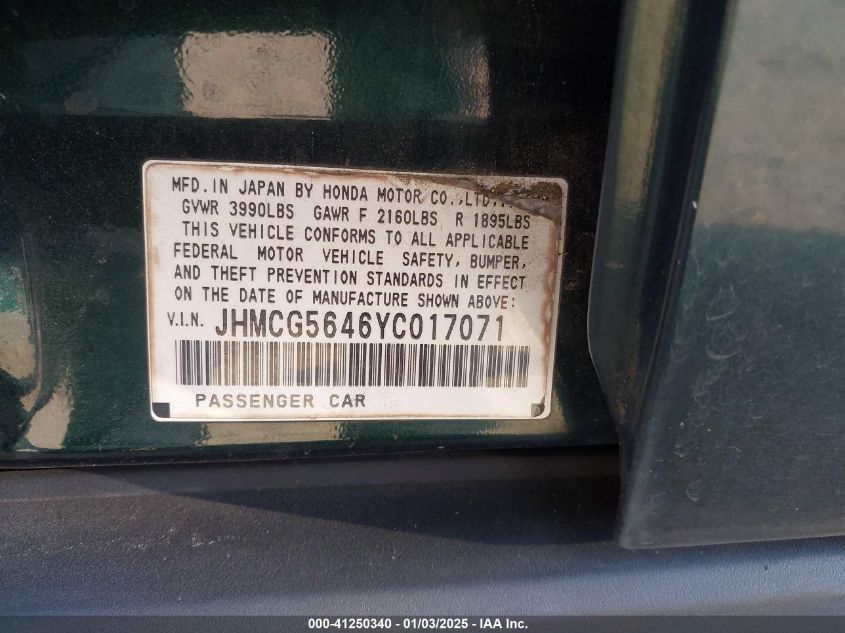 MFD. IN JAPAN BY HONDA MOTOR CO.,LTD.
GVWR 3990LBS GAWR F 2160LBS R 1895LBS
THIS VEHICLE CONFORMS TO ALL APPLICABLE
FEDERAL MOTOR VEHICLE SAFETY, BUMPER,
AND THEFT PREVENTION STANDARDS IN EFFECT
ON THE DATE OF MANUFACTURE SHOWN ABOVE:
V.I.N. JHMCG5646YC017071
PASSENGER CAR
000-41250340 - 01/03/2025 - IAA Inc.